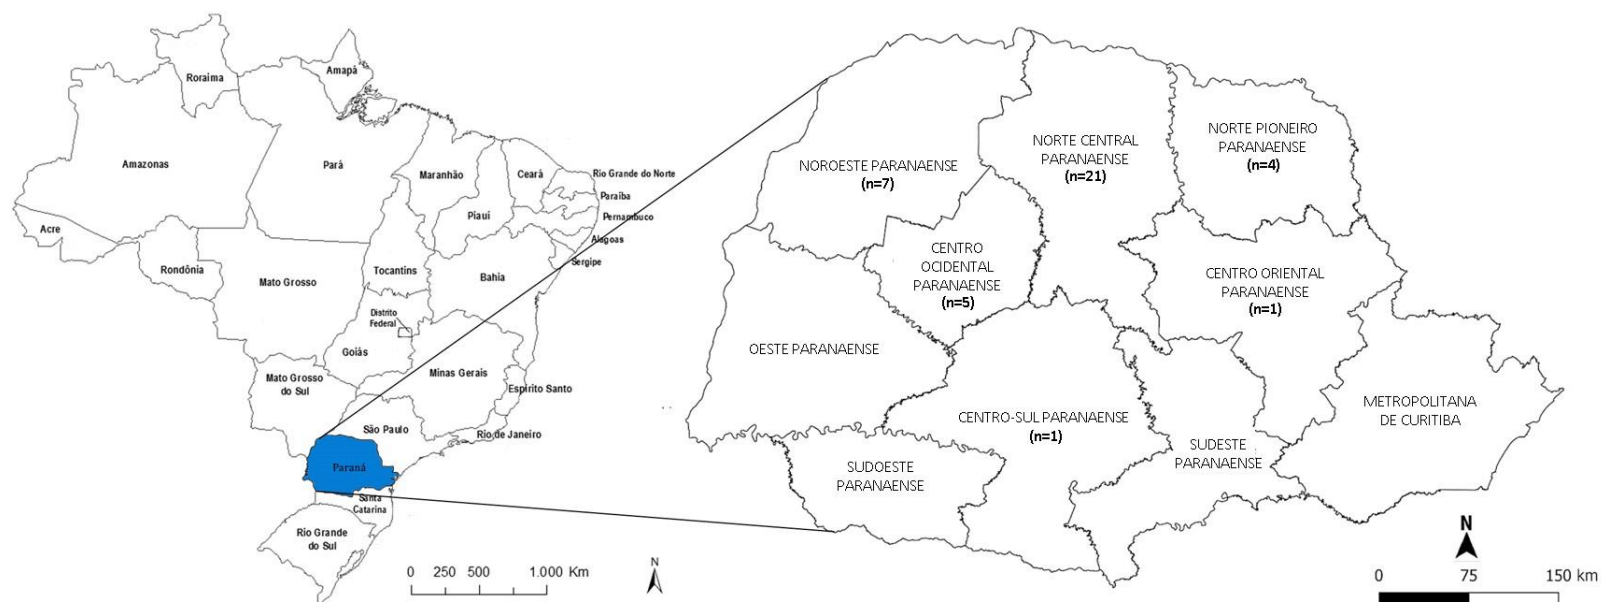 Roraima
Amapá
Amazonas
Pará
Maranhão
Ceará
Rio Grande do Norte
Paraíba
Piauí
Pernambuco
Acre
Alagoas
Sergipe
Rondônia
Tocantins
Bahia
Mato Grosso
Distrito
Federal
Goiás
Minas Gerais
Mato Grosso
do Sul
Espírito Santo
São Paulo
Rio de Janeiro
Paraná
Santa
Catarina
Rio Grande
do Sul
0 250 500 1.000 Km
N
NOROESTE PARANAENSE
(n=7)
NORTE CENTRAL
PARANAENSE
(n=21)
NORTE PIONEIRO
PARANAENSE
(n=4)
CENTRO
OCIDENTAL
PARANAENSE
(n=5)
CENTRO ORIENTAL
PARANAENSE
(n=1)
OESTE PARANAENSE
CENTRO-SUL PARANAENSE
(n=1)
METROPOLITANA
DE CURITIBA
SUDESTE
PARANAENSE
SUDOESTE
PARANAENSE
N
0 75 150 km